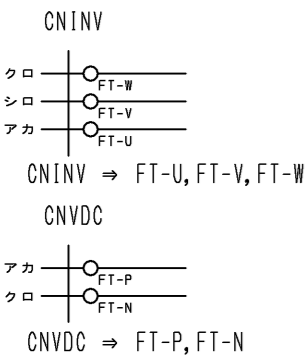 CNINV
クロ FT-W
シロ FT-V
アカ FT-U
CNINV ⇒ FT-U,FT-V,FT-W
CNVDC
アカ FT-P
クロ FT-N
CNVDC ⇒ FT-P,FT-N